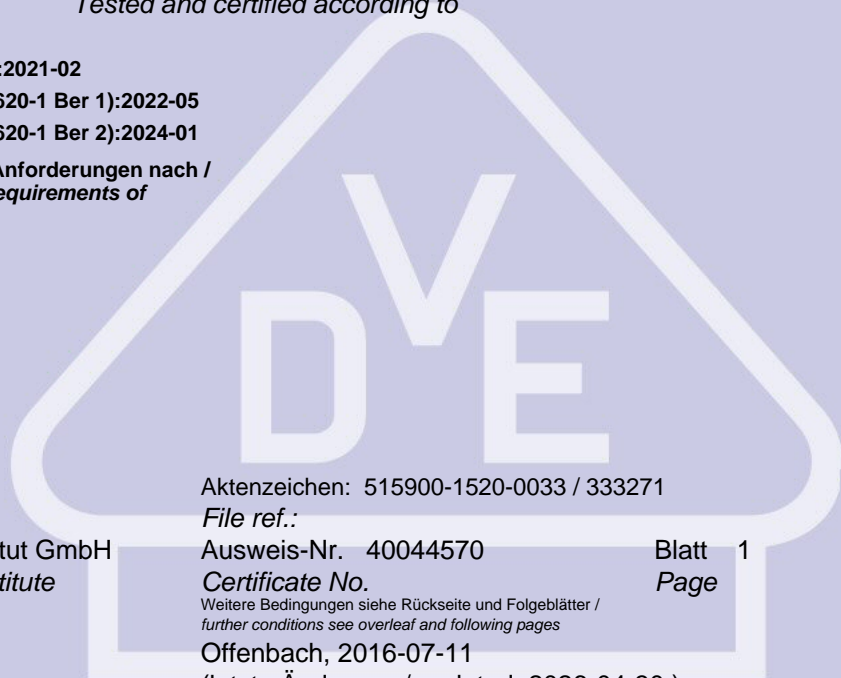 Tested and certified according to
:2021-02
620-1 Ber 1):2022-05
620-1 Ber 2):2024-01
Anforderungen nach /
equirements of
DVE
Aktenzeichen: 515900-1520-0033 / 333271
File ref.:
tut GmbH Ausweis-Nr. 40044570 Blatt 1
titute Certificate No. Page
Weitere Bedingungen siehe Rückseite und Folgeblätter /
further conditions see overleaf and following pages
Offenbach, 2016-07-11